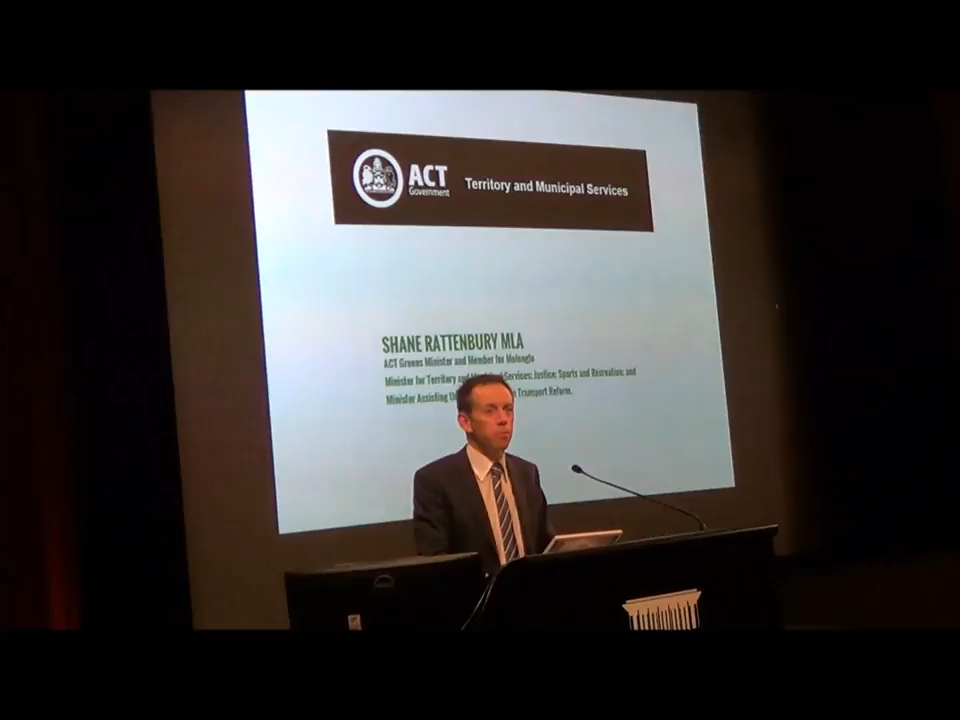 ACT
Government
Territory and Municipal Services
SHANE RATTENBURY MLA
ACT Greens Minister and Member for Molonglo
Minister for Territory Services; Justice; Sports and Recreation; and
Minister Assisting Transport Reform.